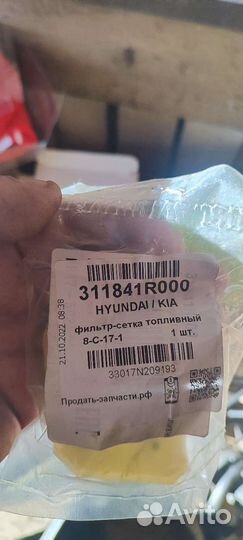 311841R000
HYUNDAI / KIA
фильтр-сетка топливный
8-С-17-1 1 шт.
33017N209193
21.10.2022 08:38
Продать-запчасти.рф
Avito